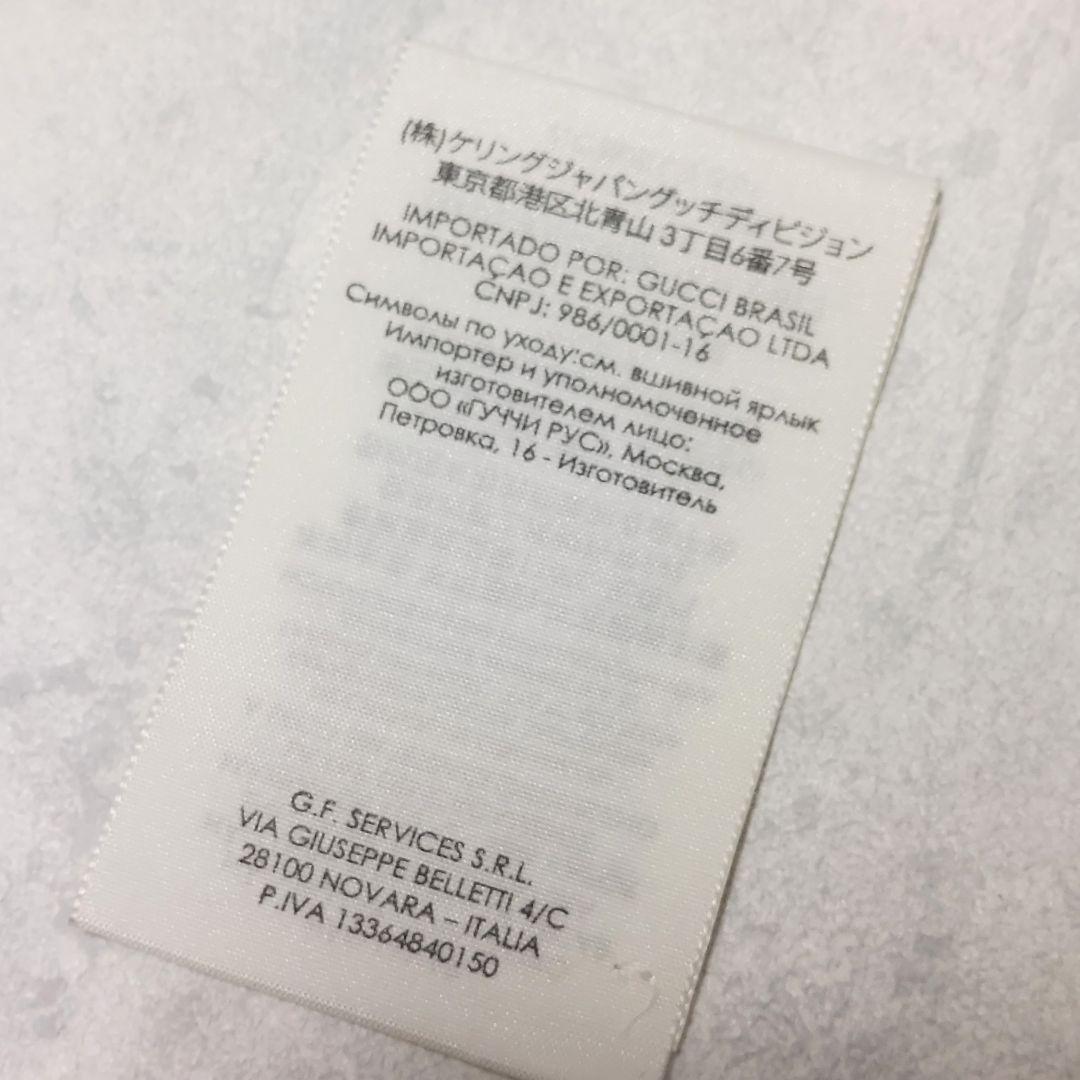 (株)ケリングジャパングッチディビジョン
東京都港区北青山 3丁目6番7号
IMPORTADO POR: GUCCI BRASIL
IMPORTAÇAO E EXPORTAÇAO LTDA
CNPJ: 986/0001-16
Символы по уходу:см. вшивной ярлык
Импортер и уполномоченное
изготовителем лицо:
ООО «ГУЧЧИ РУС», Москва,
Петровка, 16 - Изготовитель
G.F. SERVICES S.R.L.
VIA GIUSEPPE BELLETTI 4/C
28100 NOVARA – ITALIA
P.IVA 13364840150